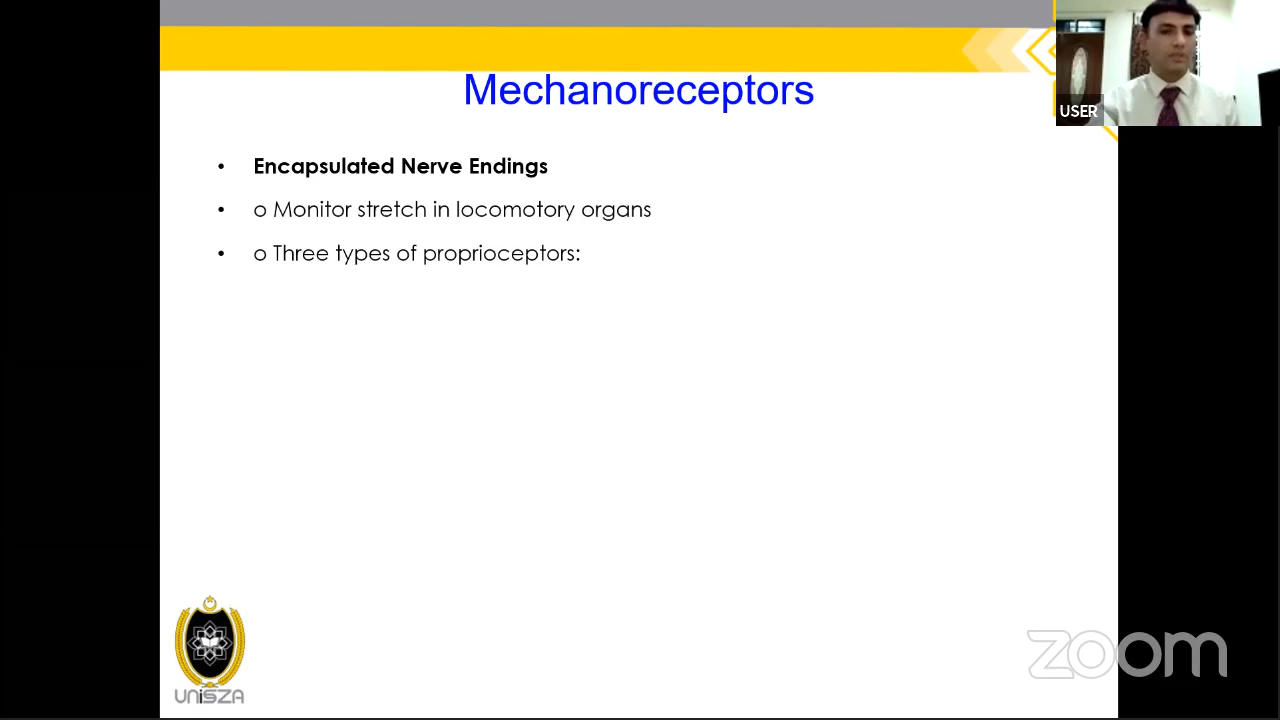 Mechanoreceptors
USER
• Encapsulated Nerve Endings
• o Monitor stretch in locomotory organs
• o Three types of proprioceptors:
UNiSZA
zoom